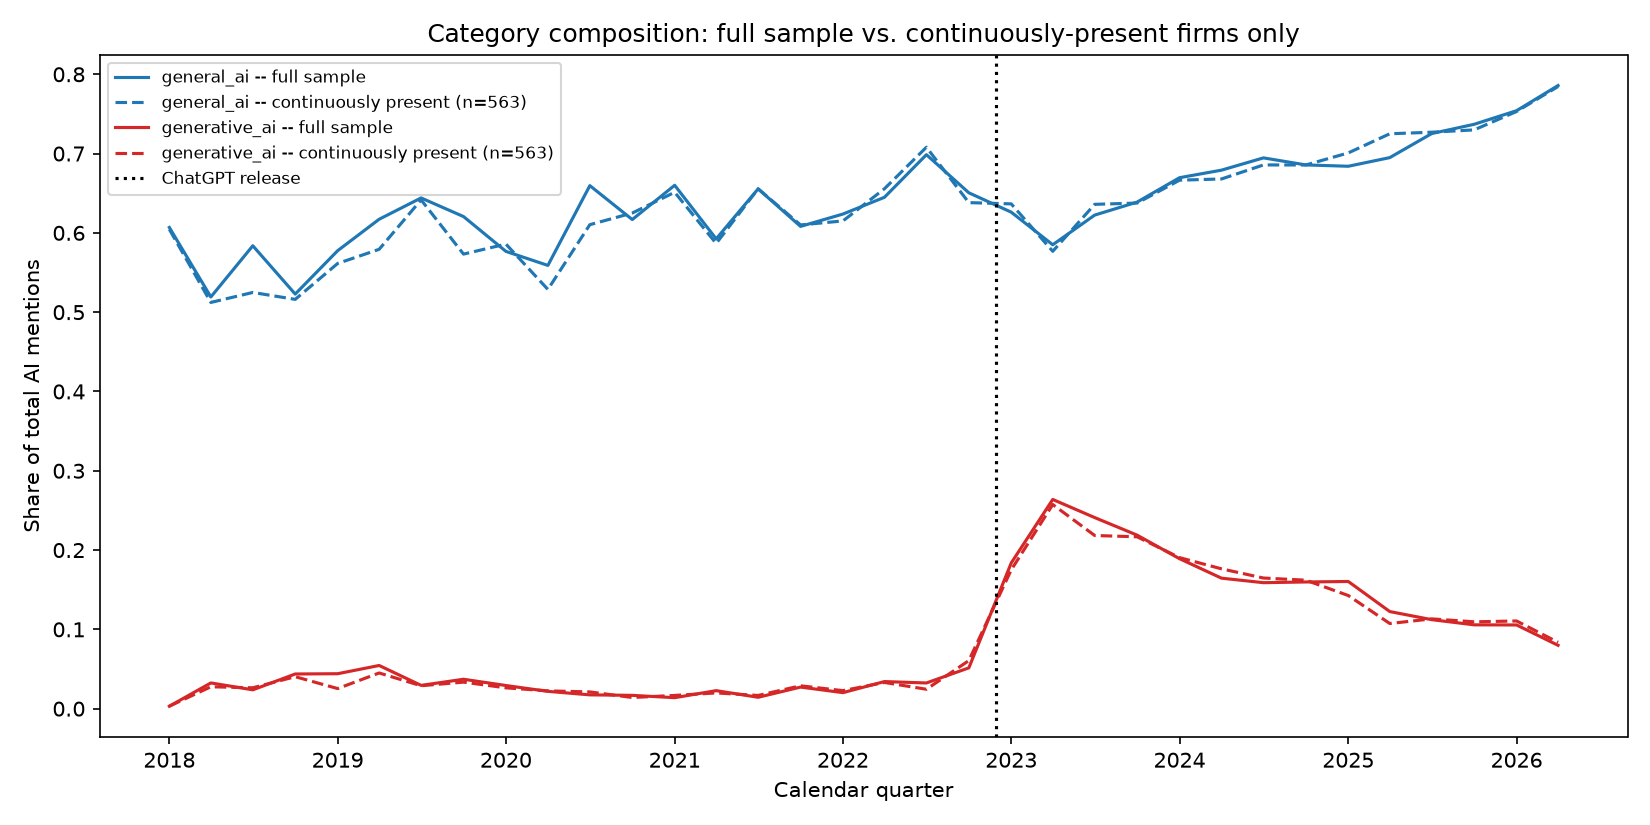 Category composition: full sample vs. continuously-present firms only
general_ai -- full sample
general_ai -- continuously present (n=563)
generative_ai -- full sample
generative_ai -- continuously present (n=563)
ChatGPT release
Share of total AI mentions
0.8
0.7
0.6
0.5
0.4
0.3
0.2
0.1
0.0
2018 2019 2020 2021 2022 2023 2024 2025 2026
Calendar quarter